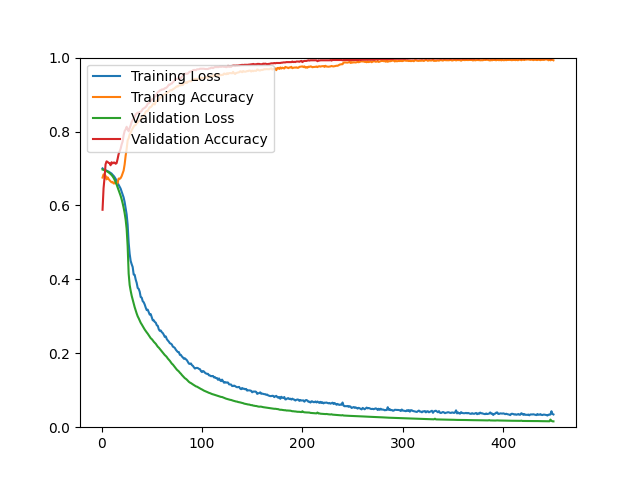 1.0
0.8
0.6
0.4
0.2
0.0
Training Loss
Training Accuracy
Validation Loss
Validation Accuracy
0 100 200 300 400